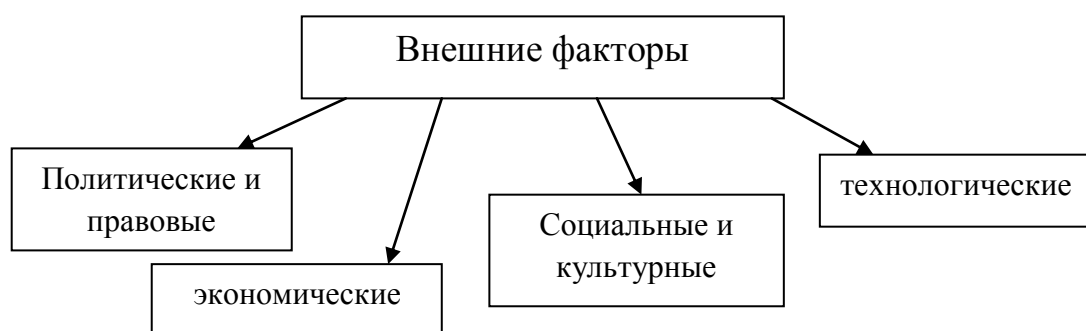 Внешние факторы
Политические и
правовые
экономические
Социальные и
культурные
технологические